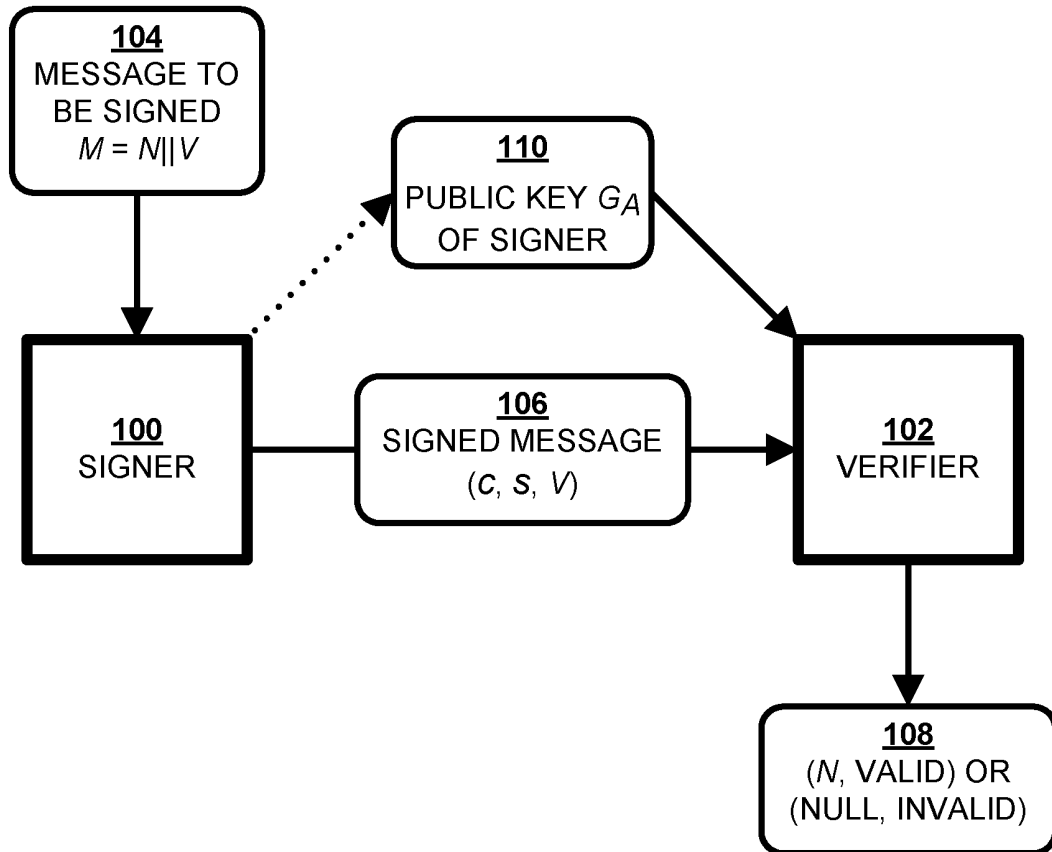 104
MESSAGE TO
BE SIGNED
M = N||V
110
PUBLIC KEY G_A
OF SIGNER
100
SIGNER
106
SIGNED MESSAGE
(c, s, V)
102
VERIFIER
108
(N, VALID) OR
(NULL, INVALID)